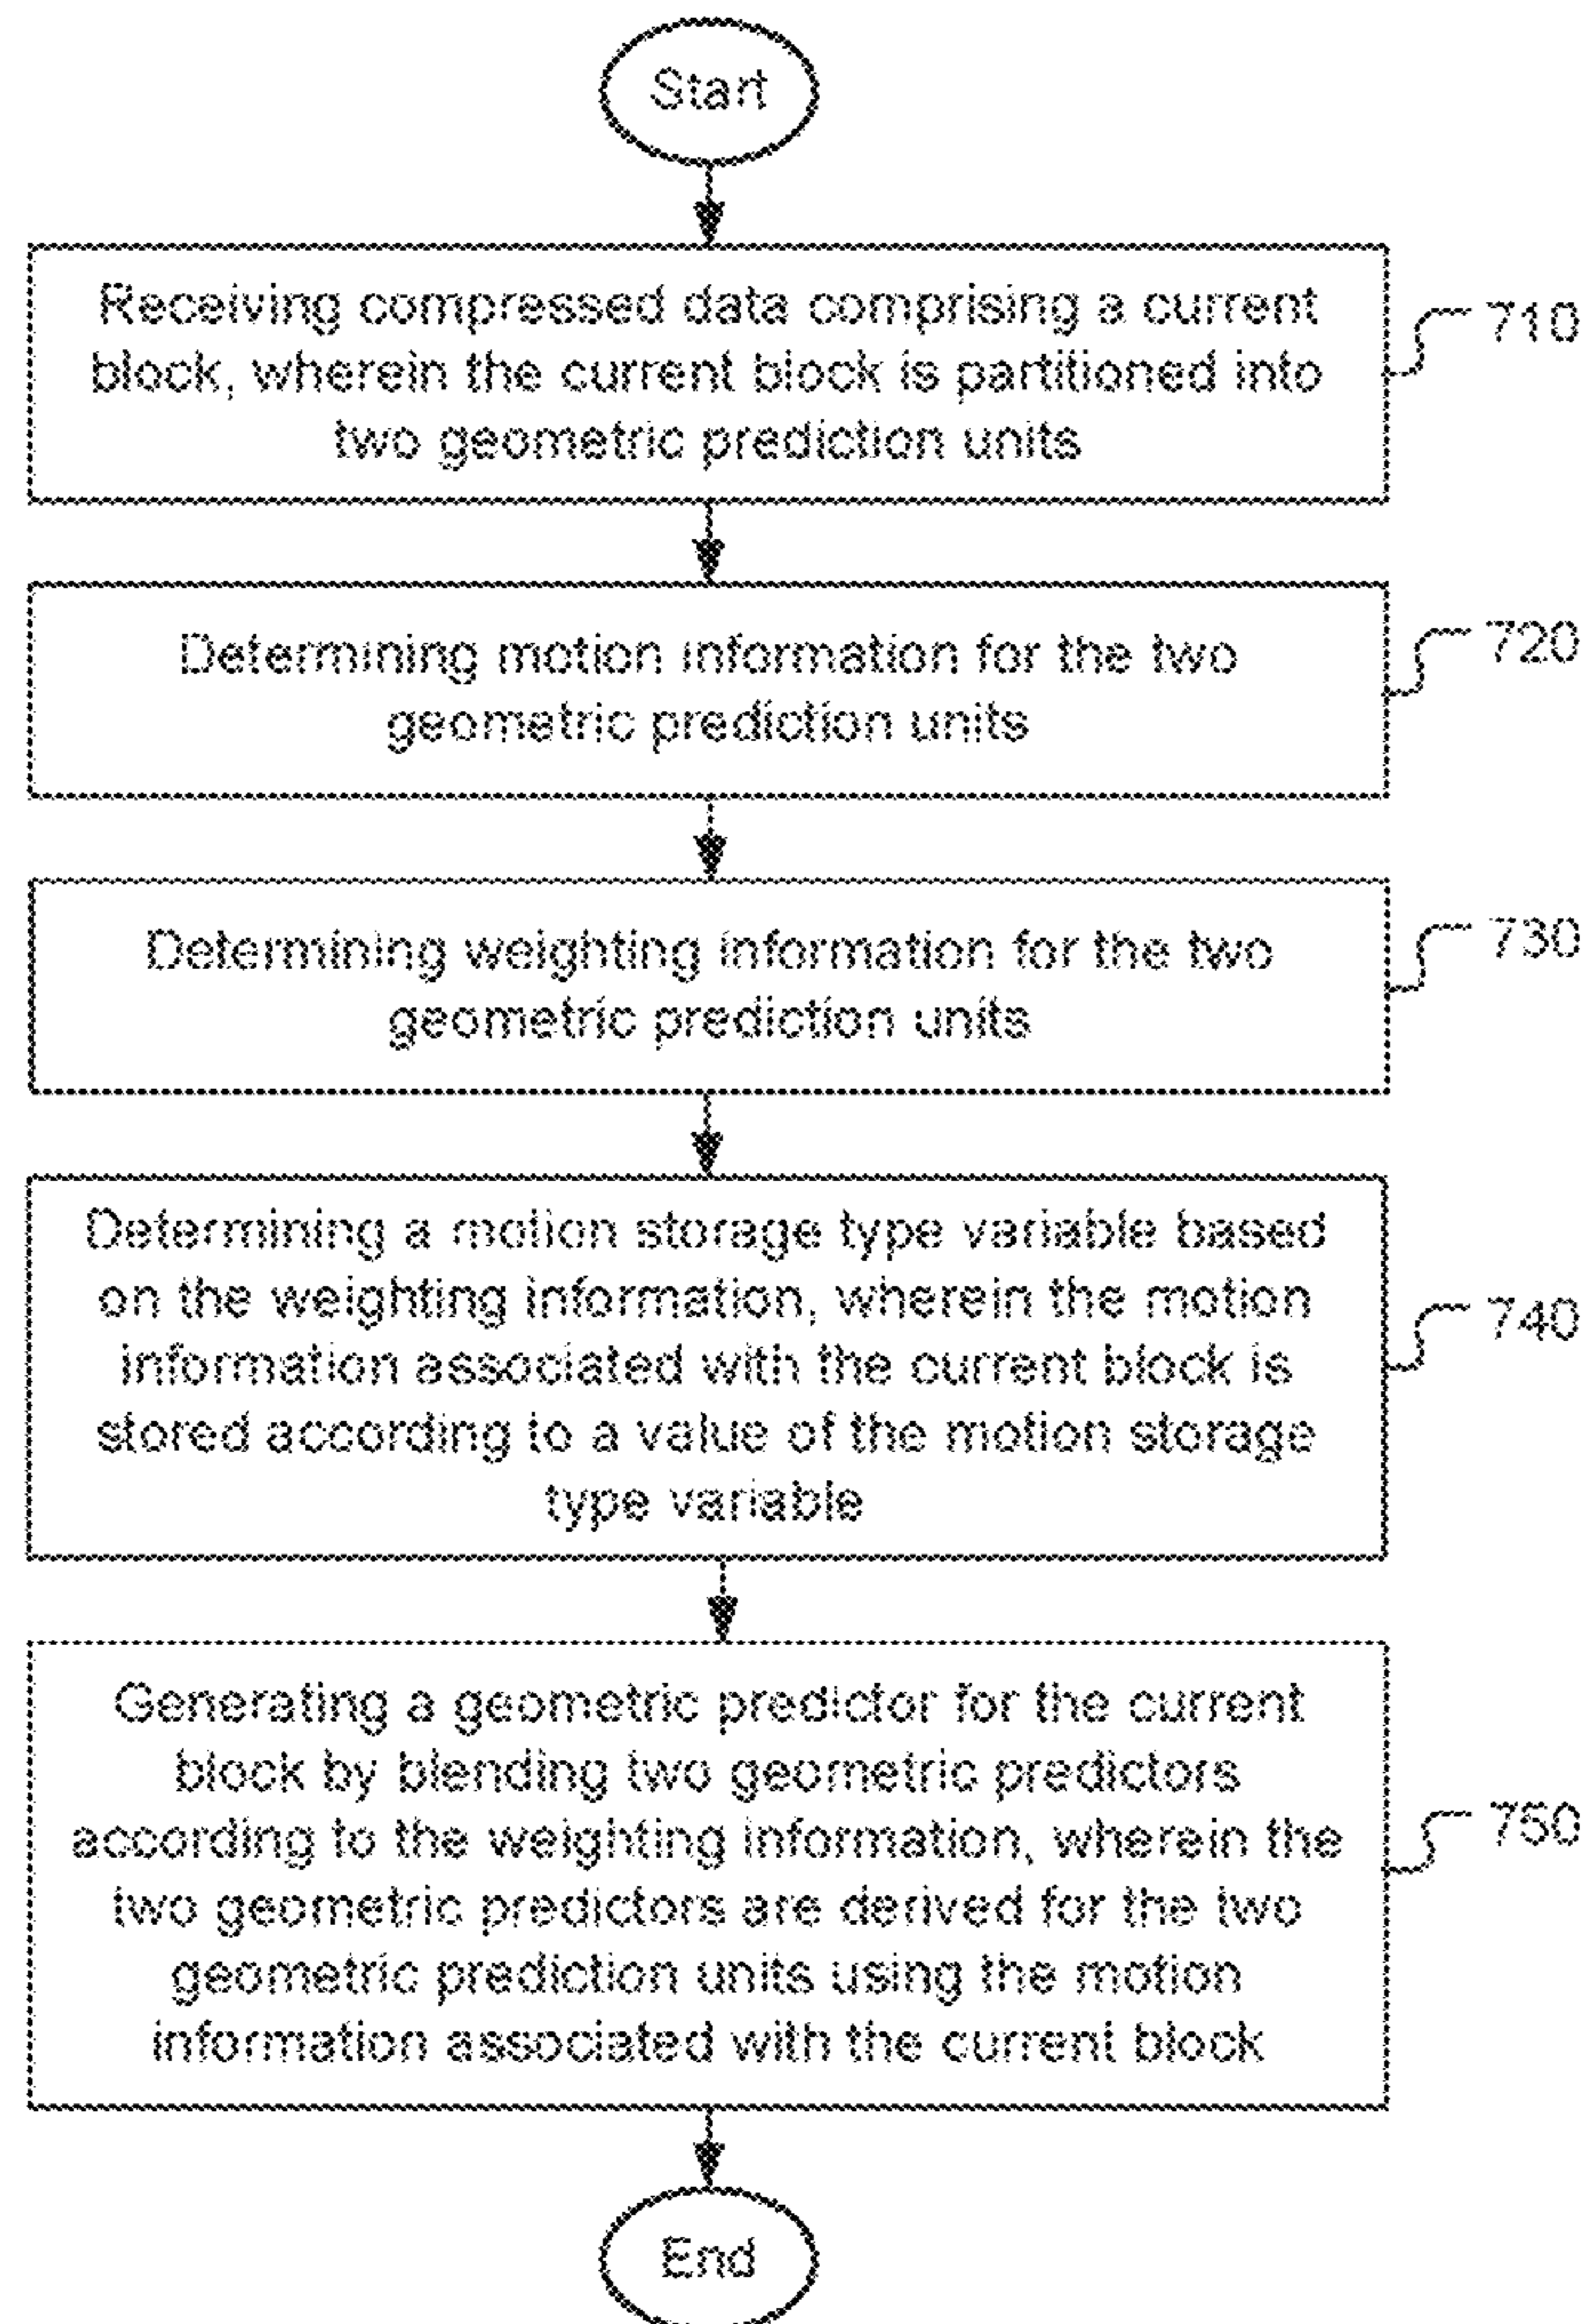 Start
Receiving compressed data comprising a current
block, wherein the current block is partitioned into
two geometric prediction units
710
Determining motion information for the two
geometric prediction units
720
Determining weighting information for the two
geometric prediction units
730
Determining a motion storage type variable based
on the weighting information, wherein the motion
information associated with the current block is
stored according to a value of the motion storage
type variable
740
Generating a geometric predictor for the current
block by blending two geometric predictors
according to the weighting information, wherein the
two geometric predictors are derived for the two
geometric prediction units using the motion
information associated with the current block
750
End